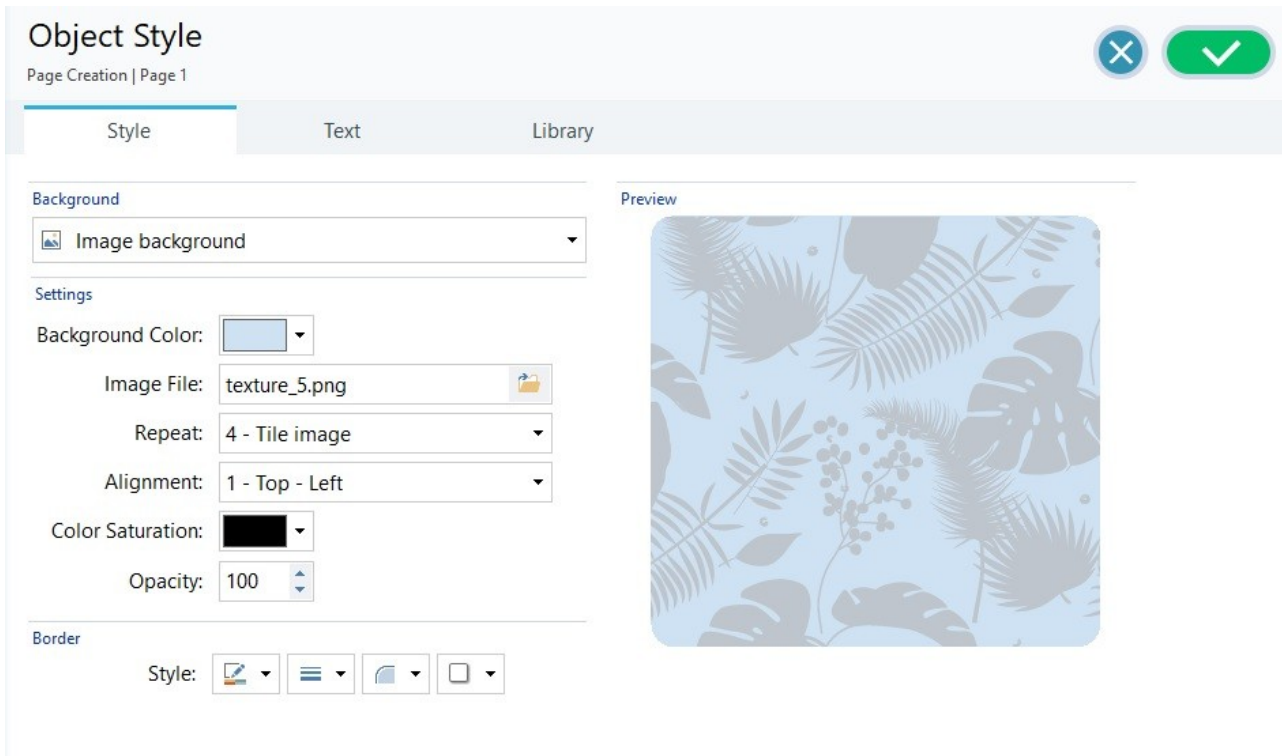 Object Style
Page Creation | Page 1
Style Text Library
Background
Image background
Settings
Background Color:
Image File: texture_5.png
Repeat: 4 - Tile image
Alignment: 1 - Top - Left
Color Saturation:
Opacity: 100
Border
Style:
Preview